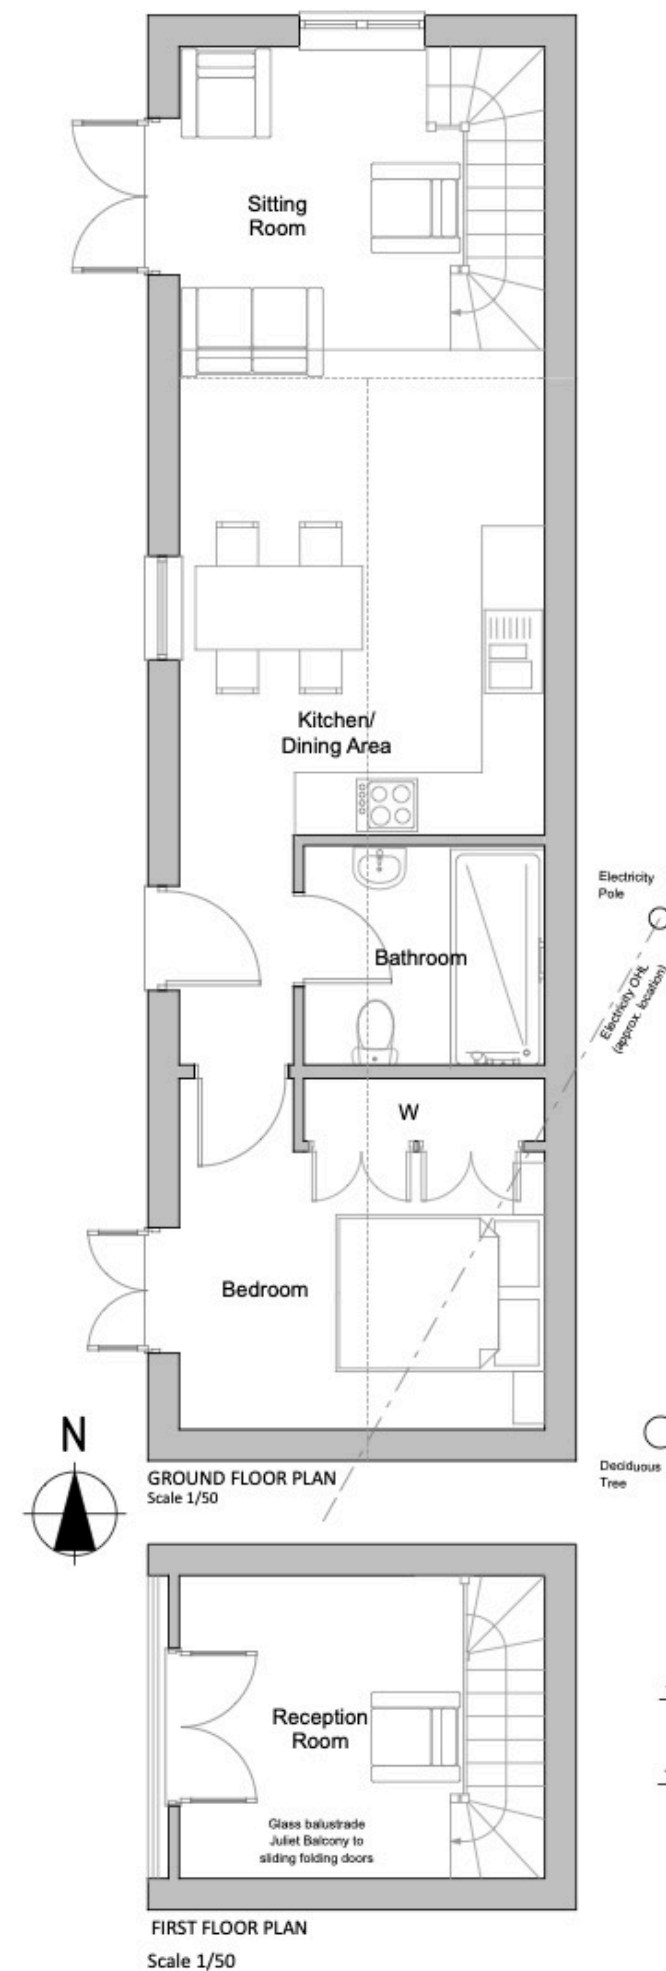 Sitting
Room
Kitchen/
Dining Area
Electricity
Pole
Bathroom
Electricity OHL
(approx. location)
W
Bedroom
N
GROUND FLOOR PLAN
Scale 1/50
Deciduous
Tree
Reception
Room
Glass balustrade
Juliet Balcony to
sliding folding doors
FIRST FLOOR PLAN
Scale 1/50